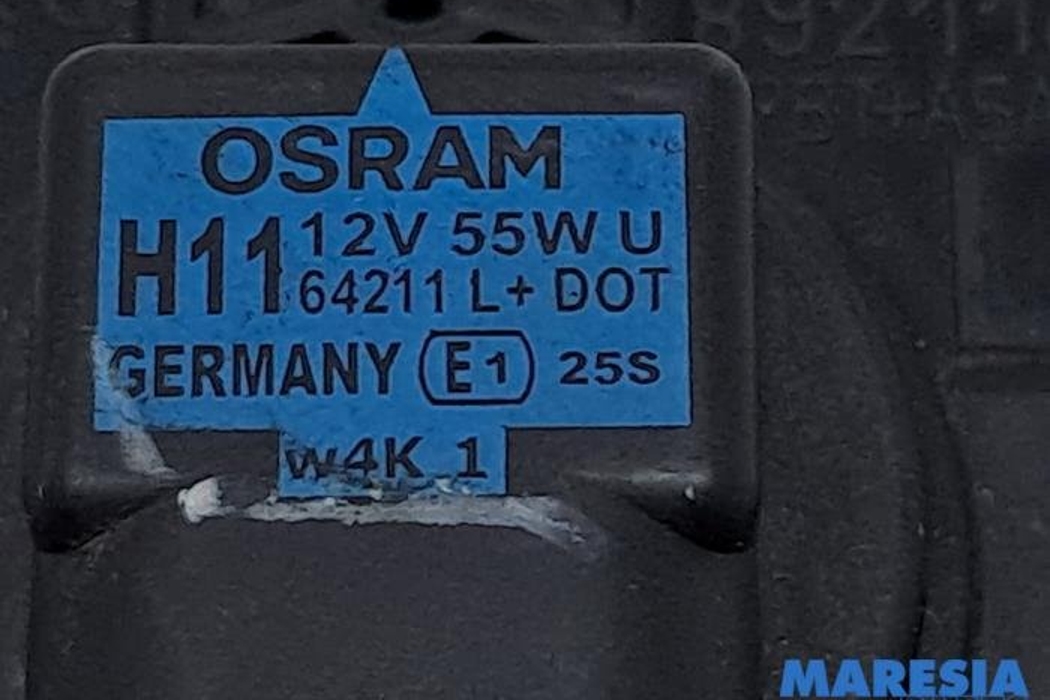 OSRAM
H11 12V 55W U
64211 L+ DOT
GERMANY E1 25S
W4K 1
MARESIA